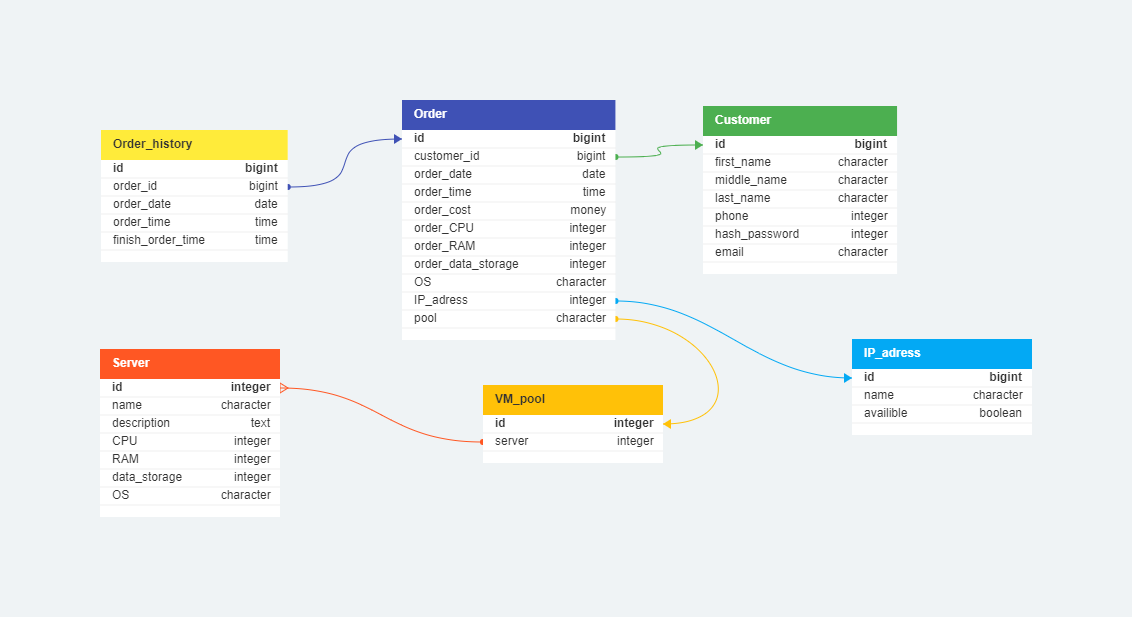 Order_history
id bigint
order_id bigint
order_date date
order_time time
finish_order_time time
Order
id bigint
customer_id bigint
order_date date
order_time time
order_cost money
order_CPU integer
order_RAM integer
order_data_storage integer
OS character
IP_adress integer
pool character
Customer
id bigint
first_name character
middle_name character
last_name character
phone integer
hash_password integer
email character
Server
id integer
name character
description text
CPU integer
RAM integer
data_storage integer
OS character
VM_pool
id integer
server integer
IP_adress
id bigint
name character
availible boolean